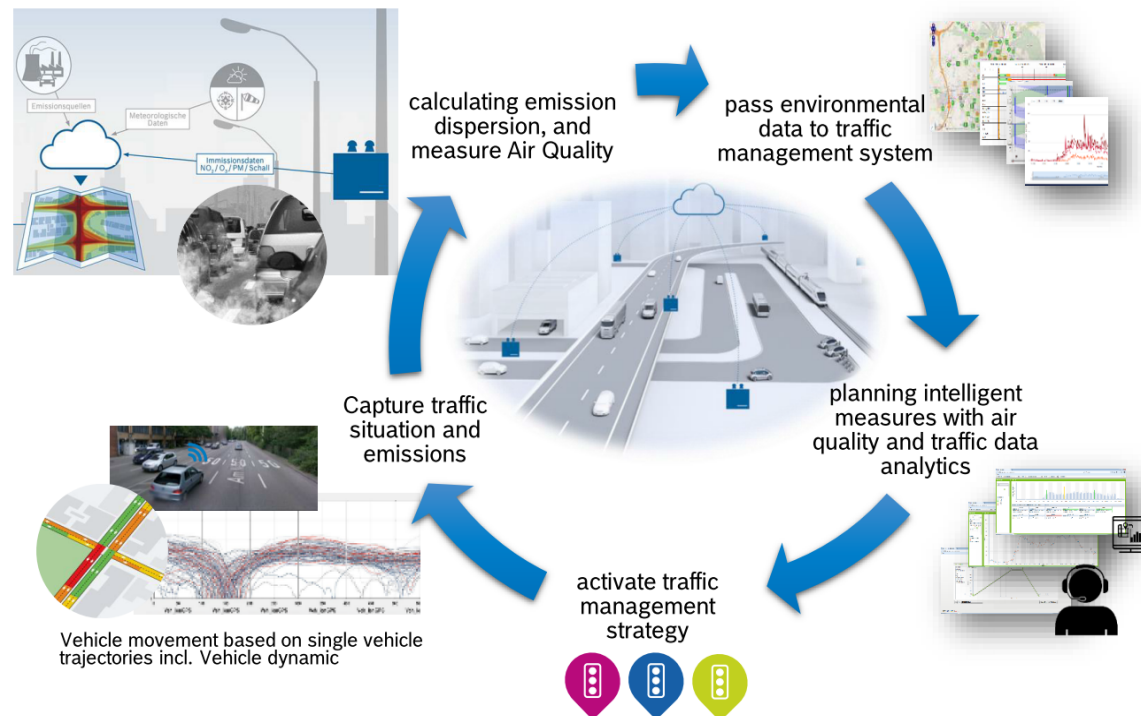 Emissionsquellen
Meteorologische
Daten
Immissionsdaten
NO₂ / O₃ / PM / Schall
calculating emission
dispersion, and
measure Air Quality
pass environmental
data to traffic
management system
planning intelligent
measures with air
quality and traffic data
analytics
activate traffic
management
strategy
Capture traffic
situation and
emissions
Vehicle movement based on single vehicle
trajectories incl. Vehicle dynamic